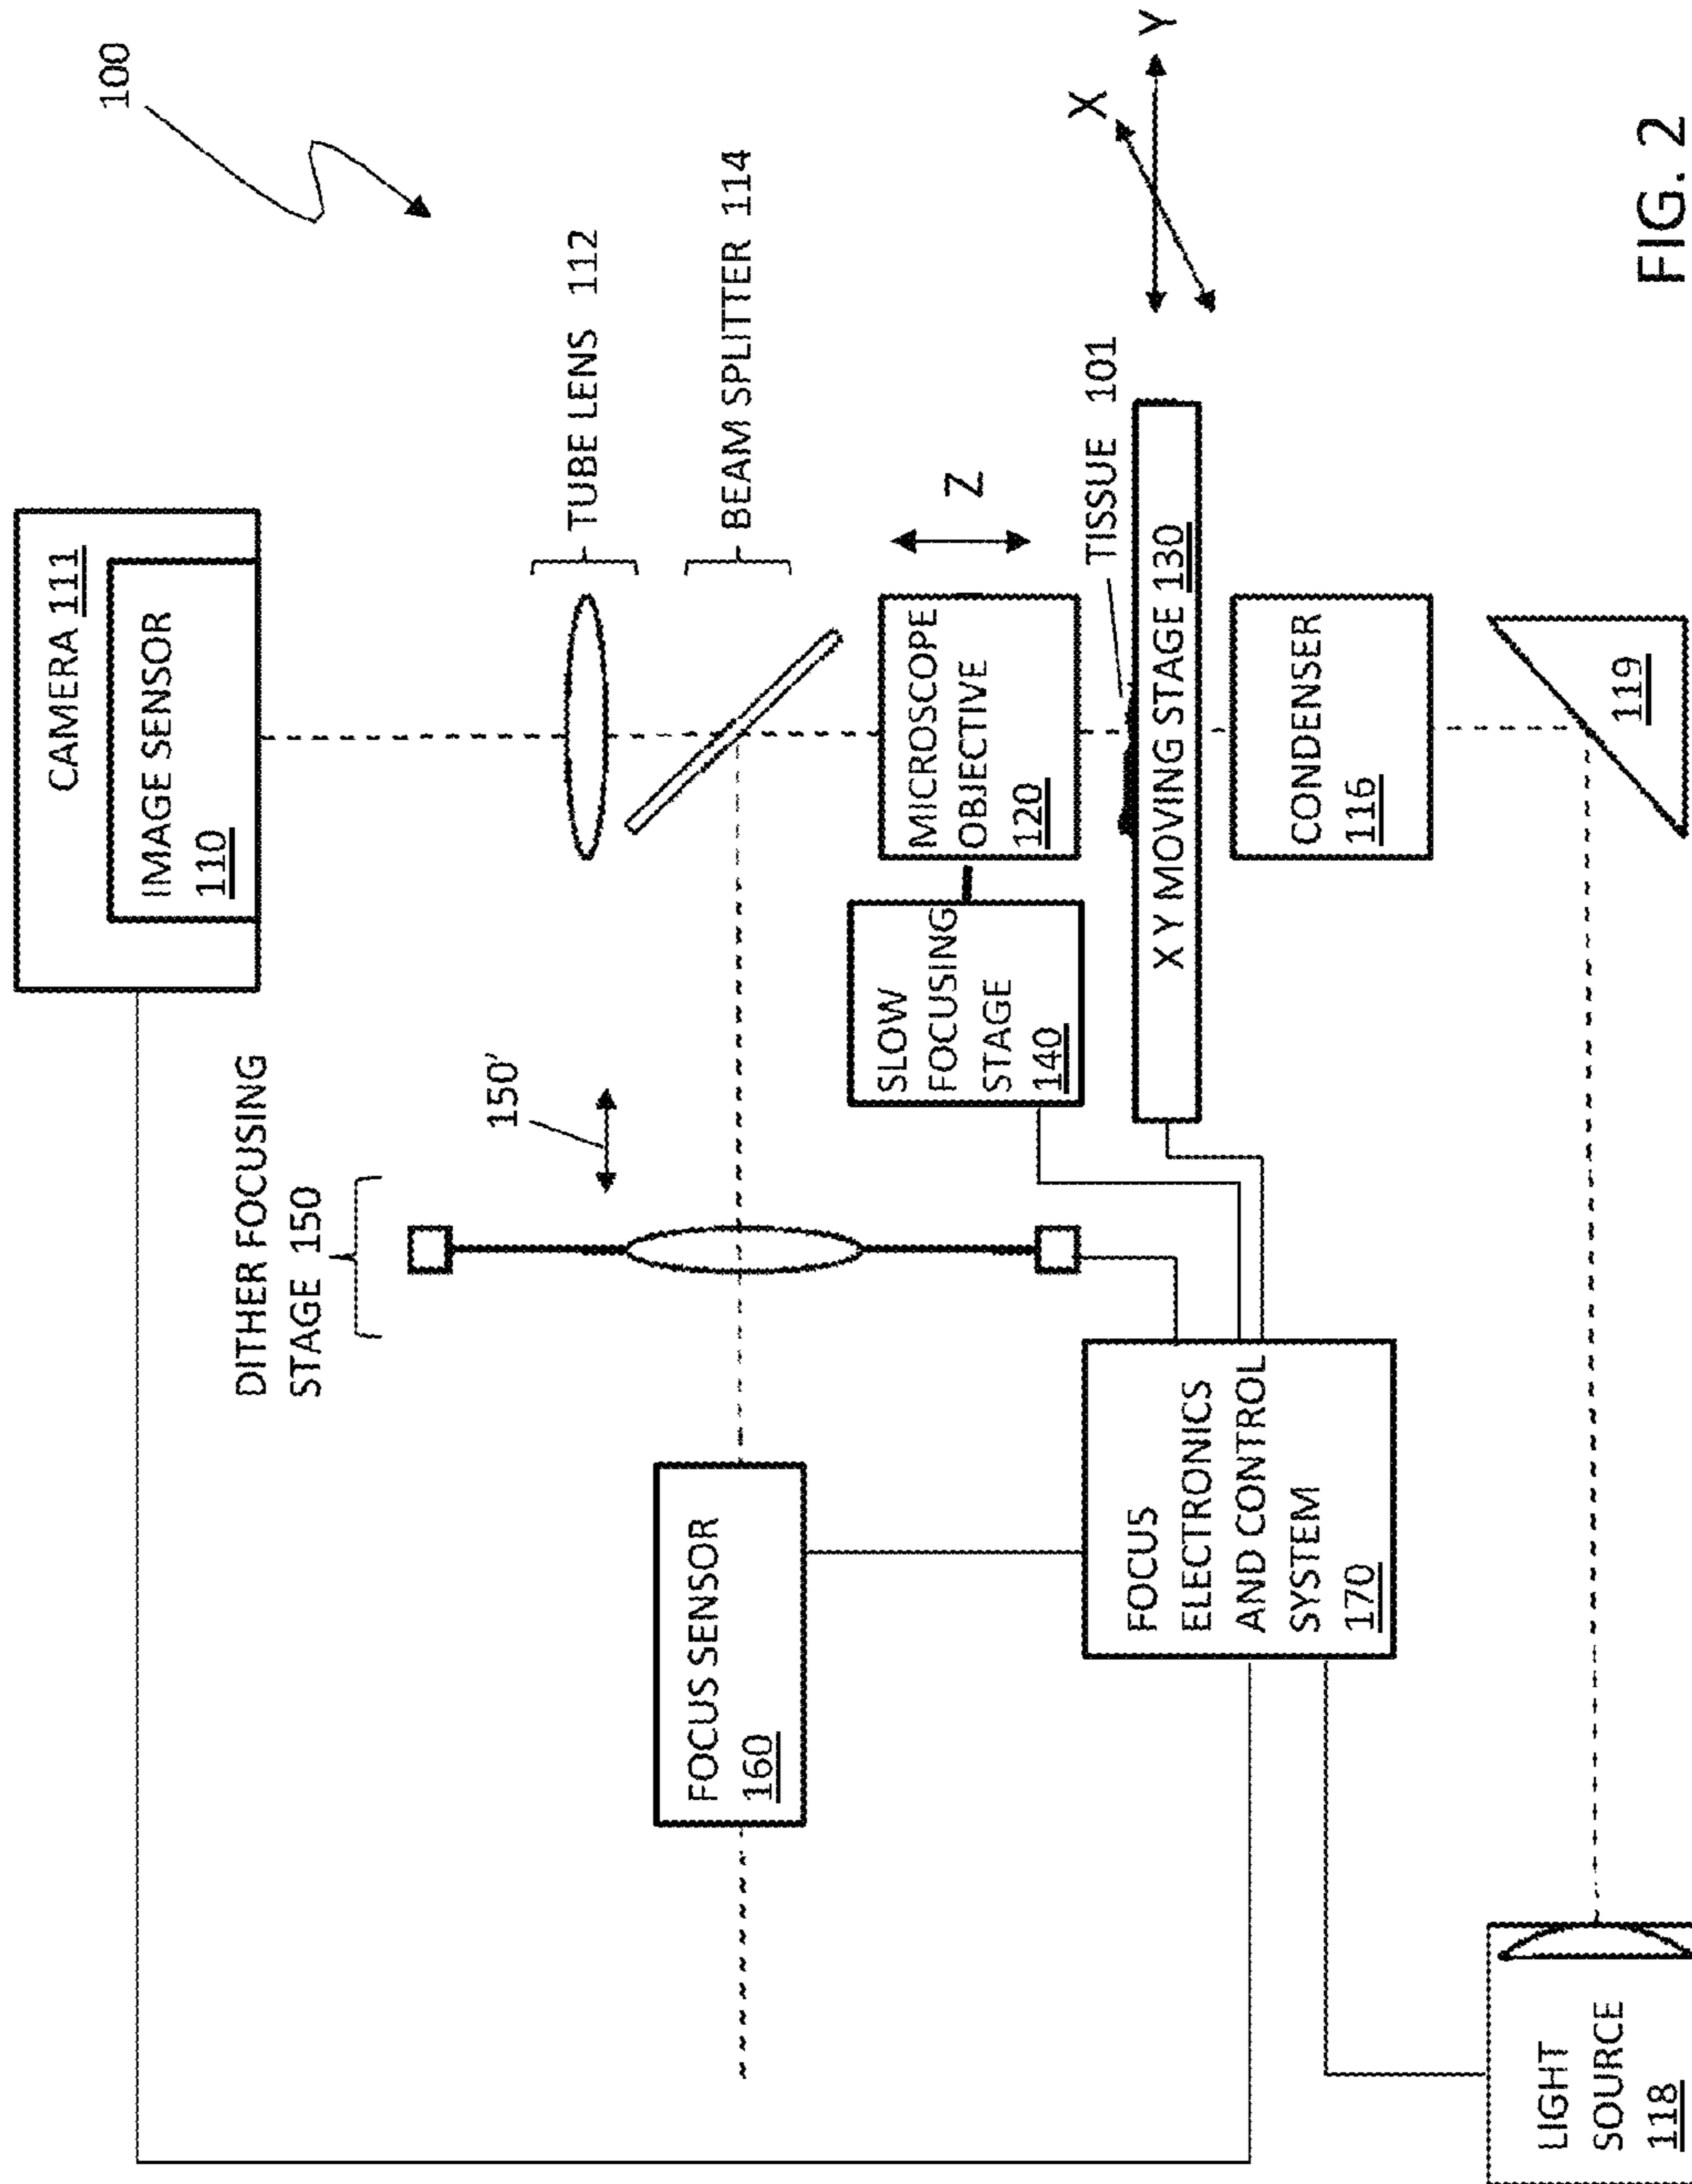 100
CAMERA 111
IMAGE SENSOR
110
TUBE LENS 112
BEAM SPLITTER 114
DITHER FOCUSING
STAGE 150
150'
Z
MICROSCOPE
OBJECTIVE
120
SLOW
FOCUSING
STAGE
140
TISSUE 101
X
Y
X Y MOVING STAGE 130
FOCUS SENSOR
160
FOCUS
ELECTRONICS
AND CONTROL
SYSTEM
170
CONDENSER
116
119
LIGHT
SOURCE
118
FIG. 2